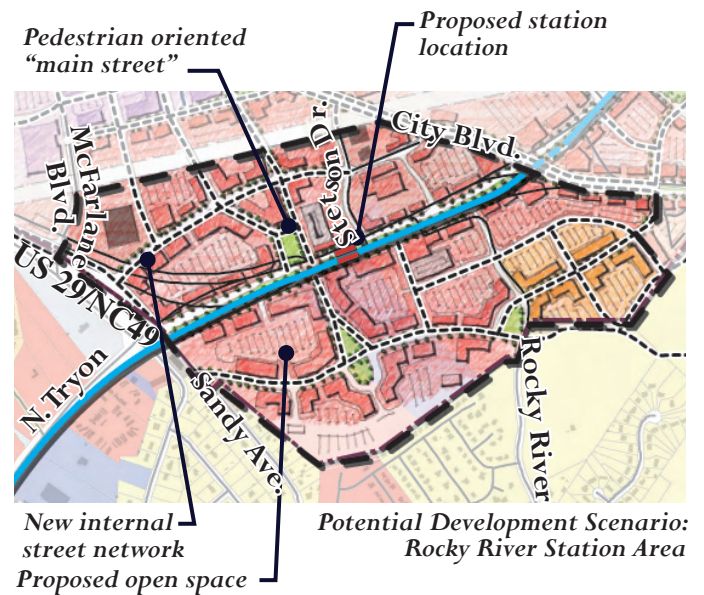 Proposed station
location
Pedestrian oriented
“main street”
City Blvd.
Stetson Dr.
McFarlane
Blvd.
US 29/NC49
N. Tryon
Sandy Ave.
Rocky River
New internal
street network
Proposed open space
Potential Development Scenario:
Rocky River Station Area